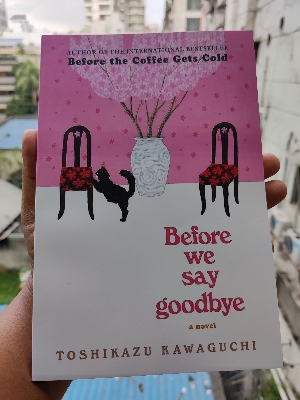 AUTHOR OF THE INTERNATIONAL BESTSELLER
Before the Coffee Gets Cold
Before
we
say
goodbye
a novel
TOSHIKAZU KAWAGUCHI